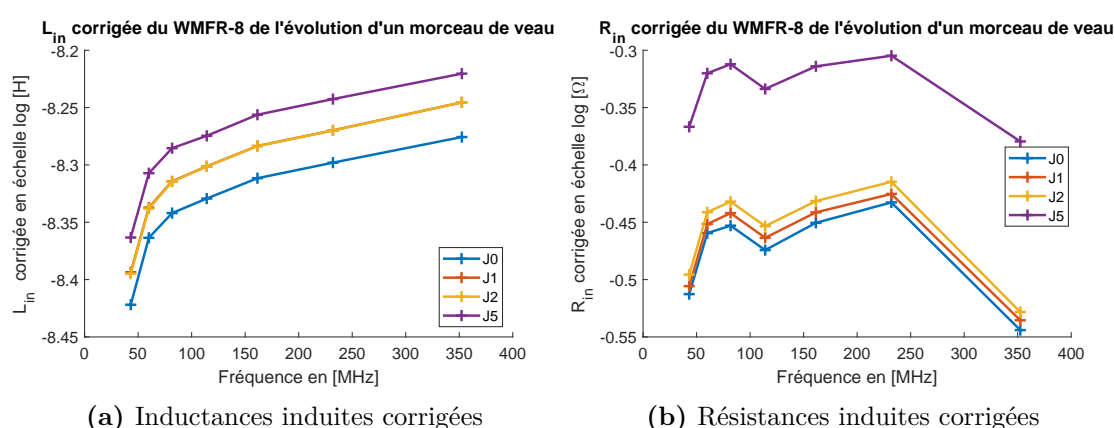 L_in corrigée du WMFR-8 de l'évolution d'un morceau de veau
-8.2
-8.25
-8.3
-8.35
-8.4
-8.45
L_in corrigée en échelle log [H]
0 50 100 150 200 250 300 350 400
Fréquence en [MHz]
J0
J1
J2
J5
(a) Inductances induites corrigées
R_in corrigée du WMFR-8 de l'évolution d'un morceau de veau
-0.3
-0.35
-0.4
-0.45
-0.5
-0.55
R_in corrigée en échelle log [Ω]
0 50 100 150 200 250 300 350 400
Fréquence en [MHz]
J0
J1
J2
J5
(b) Résistances induites corrigées